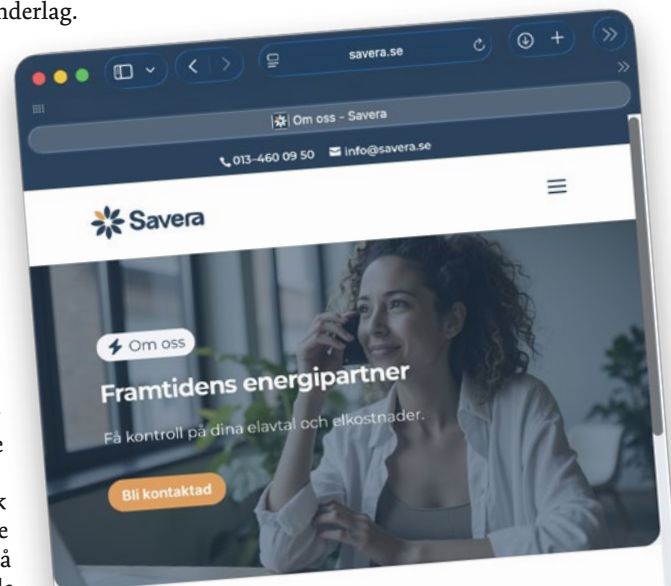 nderlag.
savera.se
Om oss – Savera
013-460 09 50 info@savera.se
Savera
Om oss
Framtidens energipartner
Få kontroll på dina elavtal och elkostnader.
Bli kontaktad
e
k
e
å